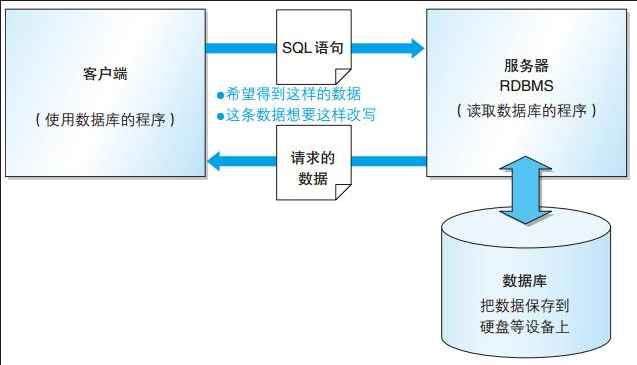 客户端
（使用数据库的程序）
SQL语句
●希望得到这样的数据
●这条数据想要这样改写
请求的
数据
服务器
RDBMS
（读取数据库的程序）
数据库
把数据保存到
硬盘等设备上